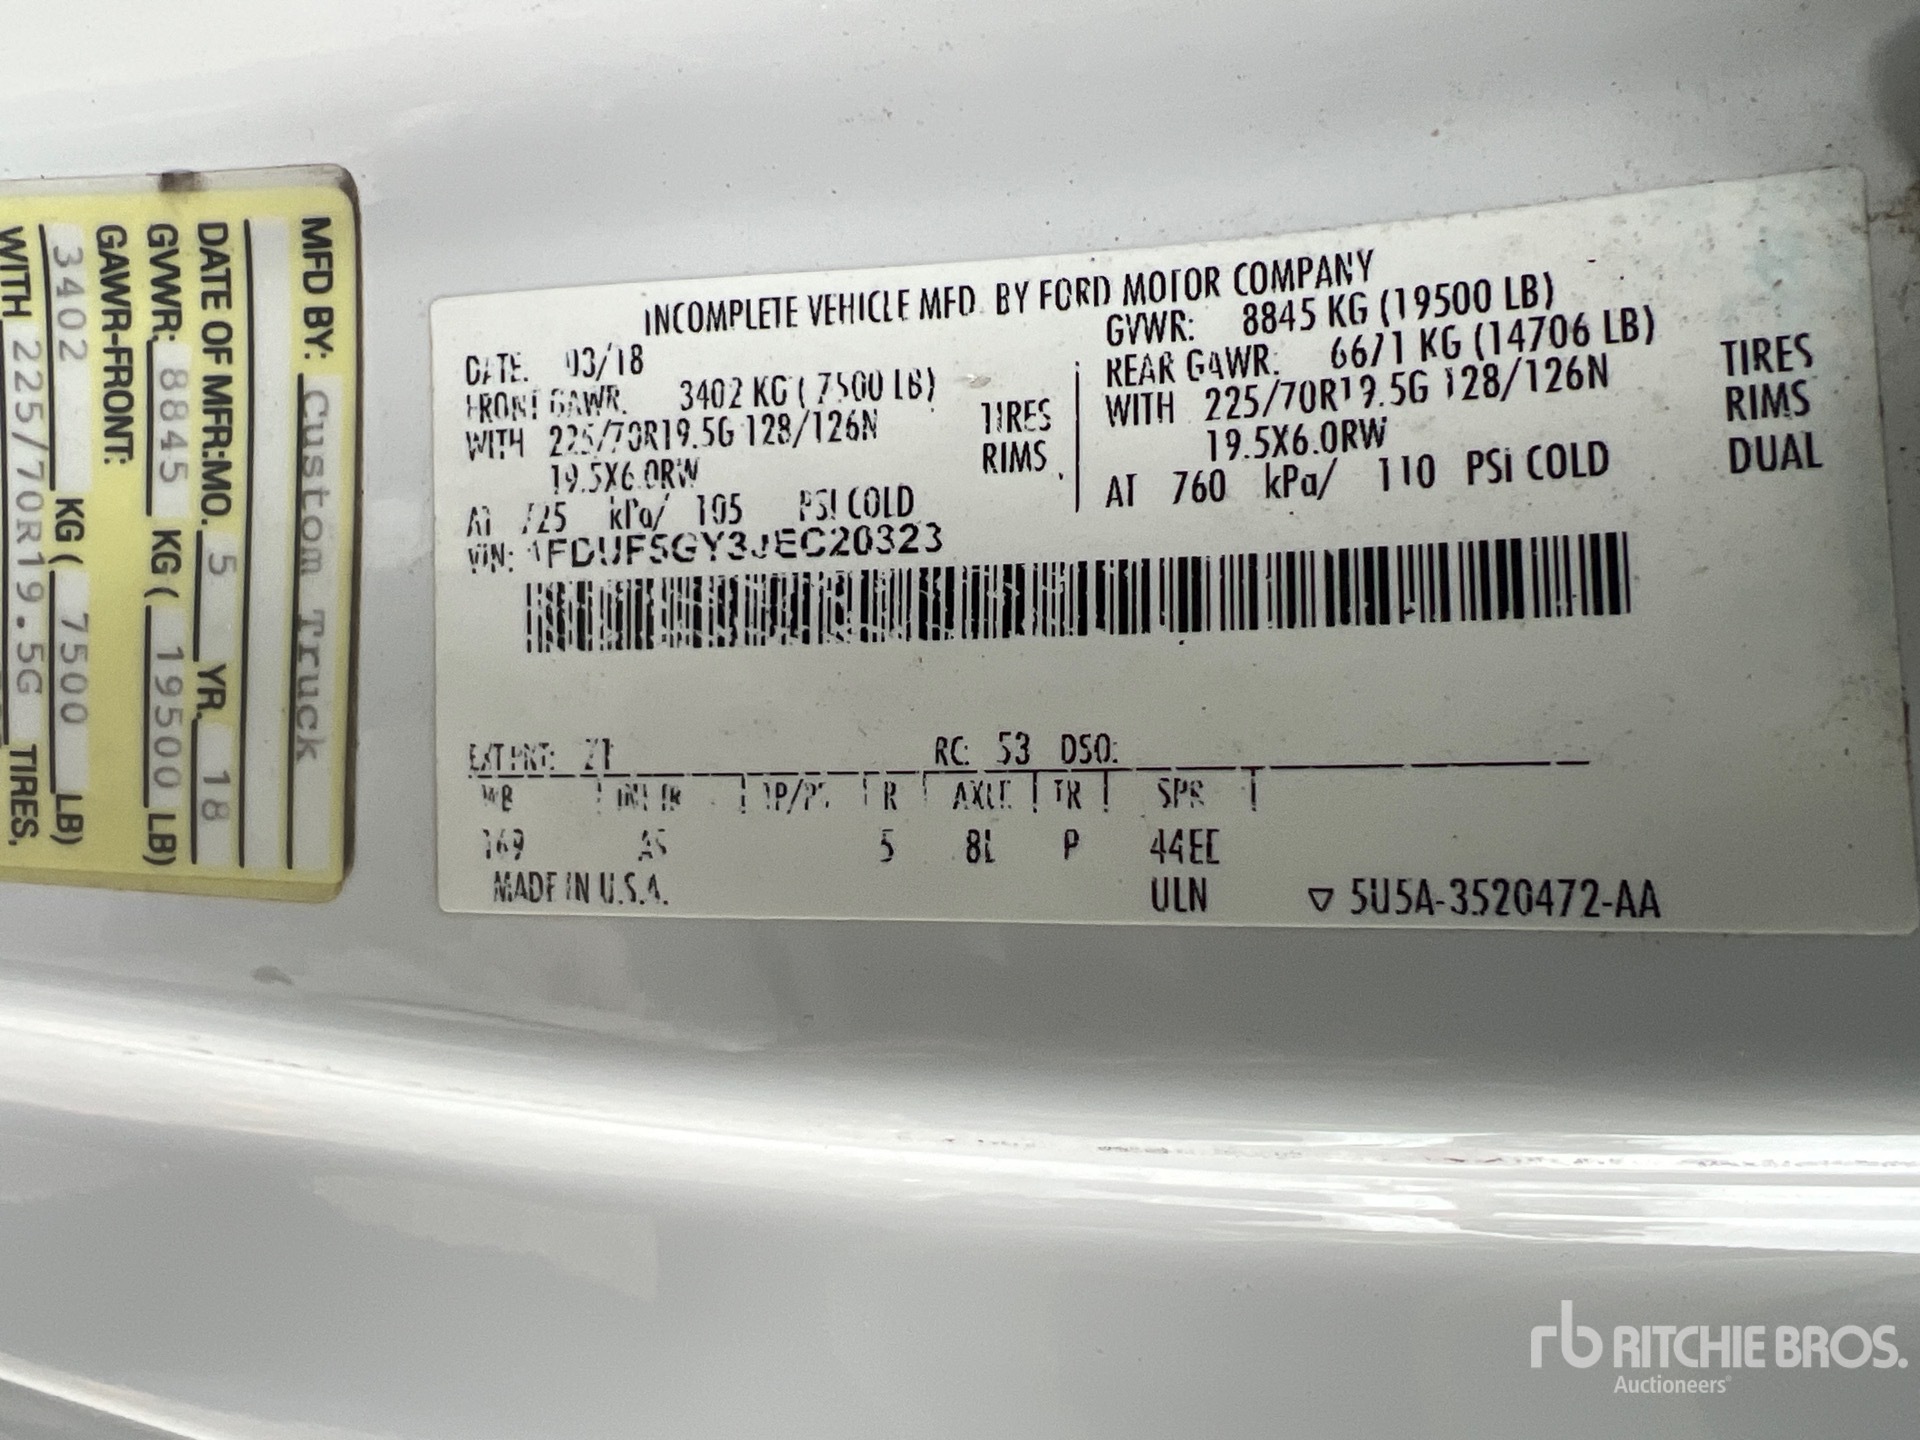 MFD BY: Custom Truck
DATE OF MFR: MO. 5 YR. 18
GVWR: 8845 KG ( 19500 LB)
GAWR-FRONT:
3402 KG ( 7500 LB)
WITH 225/70R19.5G TIRES,
INCOMPLETE VEHICLE MFD. BY FORD MOTOR COMPANY
DATE: 03/18 GVWR: 8845 KG (19500 LB)
FRONT GAWR: 3402 KG ( 7500 LB) REAR GAWR: 6671 KG (14706 LB)
WITH 225/70R19.5G 128/126N TIRES WITH 225/70R19.5G 128/126N TIRES
19.5X6.0RW RIMS 19.5X6.0RW RIMS
AT 725 kPa/ 105 PSI COLD AT 760 kPa/ 110 PSI COLD DUAL
VIN: 1FDUF5GY3JEC20323
EXT PNT: Z1 RC: 53 DSO:
WB INT TR TP/PS R AXLE TR SPR
169 AS 5 8L P 44EE
MADE IN U.S.A. ULN ▽ 5U5A-3520472-AA
rb RITCHIE BROS.
Auctioneers